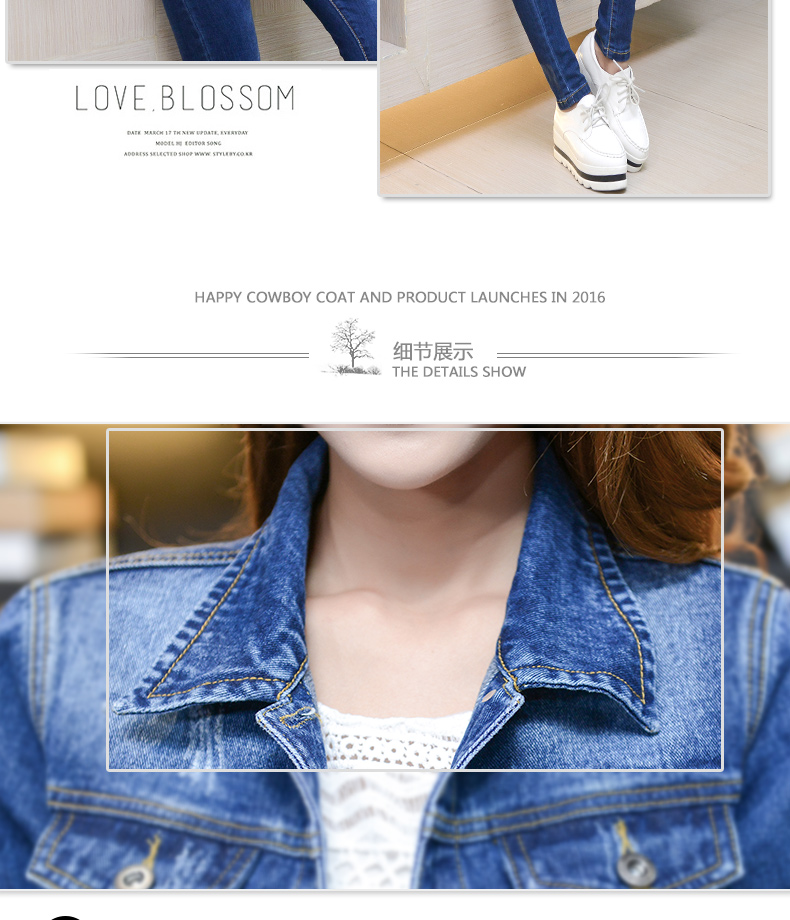 LOVE,BLOSSOM
DATE MARCH 17 TH NEW UPDATE, EVERYDAY
MODEL HJ EDITOR SONG
ADDRESS SELECTED SHOP WWW. STYLEBY.CO.KR
HAPPY COWBOY COAT AND PRODUCT LAUNCHES IN 2016
细节展示
THE DETAILS SHOW